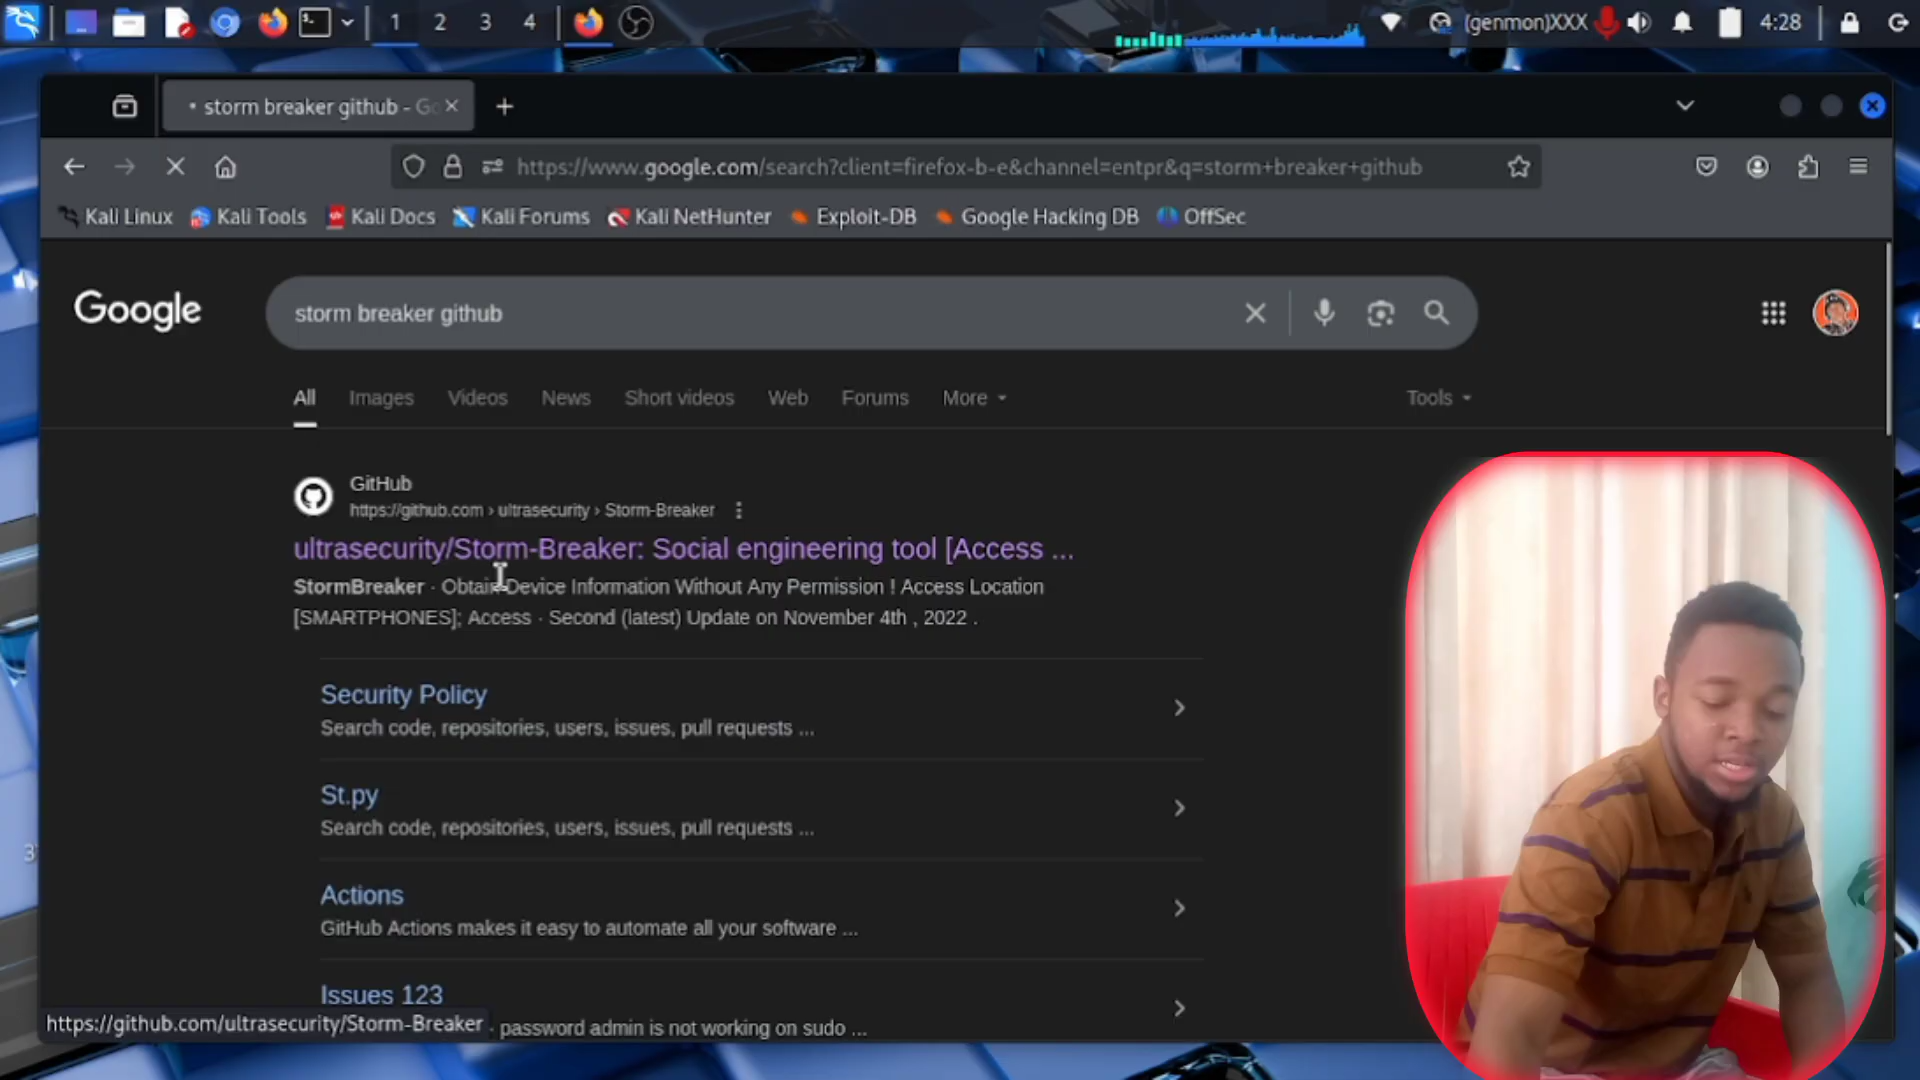 1 2 3 4 (genmon)XXX 4:28
storm breaker github - Go
https://www.google.com/search?client=firefox-b-e&channel=entpr&q=storm+breaker+github
Kali Linux Kali Tools Kali Docs Kali Forums Kali NetHunter Exploit-DB Google Hacking DB OffSec
Google storm breaker github
All Images Videos News Short videos Web Forums More Tools
GitHub
https://github.com › ultrasecurity › Storm-Breaker
ultrasecurity/Storm-Breaker: Social engineering tool [Access ...
StormBreaker · Obtain Device Information Without Any Permission ! Access Location
[SMARTPHONES]; Access · Second (latest) Update on November 4th , 2022 .
Security Policy
Search code, repositories, users, issues, pull requests ...
St.py
Search code, repositories, users, issues, pull requests ...
Actions
GitHub Actions makes it easy to automate all your software ...
Issues 123
password admin is not working on sudo ...
https://github.com/ultrasecurity/Storm-Breaker